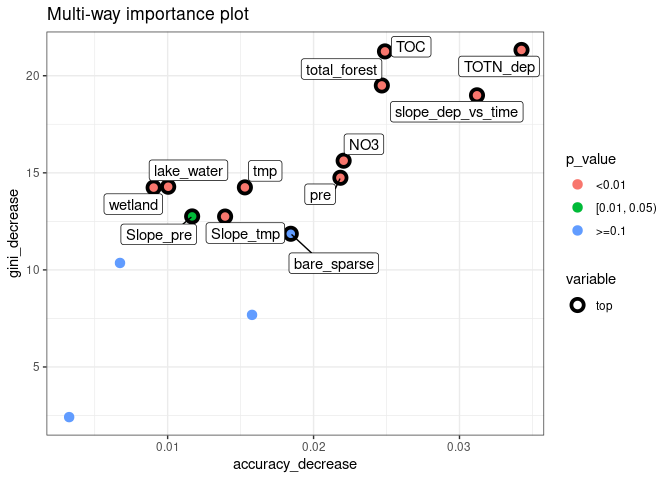 Multi-way importance plot
TOC
TOTN_dep
total_forest
slope_dep_vs_time
NO3
lake_water
tmp
pre
wetland
Slope_pre
Slope_tmp
bare_sparse
20
15
10
5
gini_decrease
0.01
0.02
0.03
accuracy_decrease
p_value
<0.01
[0.01, 0.05)
>=0.1
variable
top